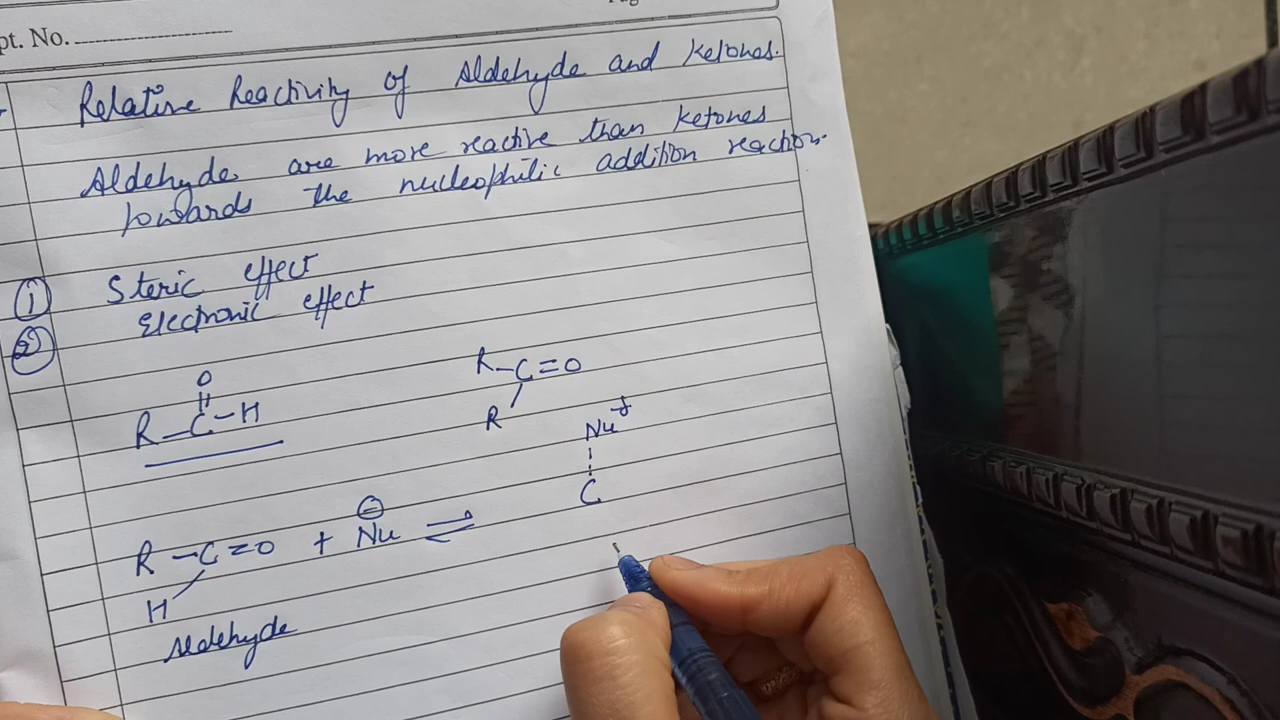 pt. No.
Relative Reactivity of Aldehyde and Ketones.
Aldehyde are more reactive than ketones
towards the nucleophilic addition reaction.
① Steric effect
② Electronic effect
O
||
R-C-H
R-C=O
R
Nu
C
R-C=O + Nu⊖ ⇌
H
Aldehyde